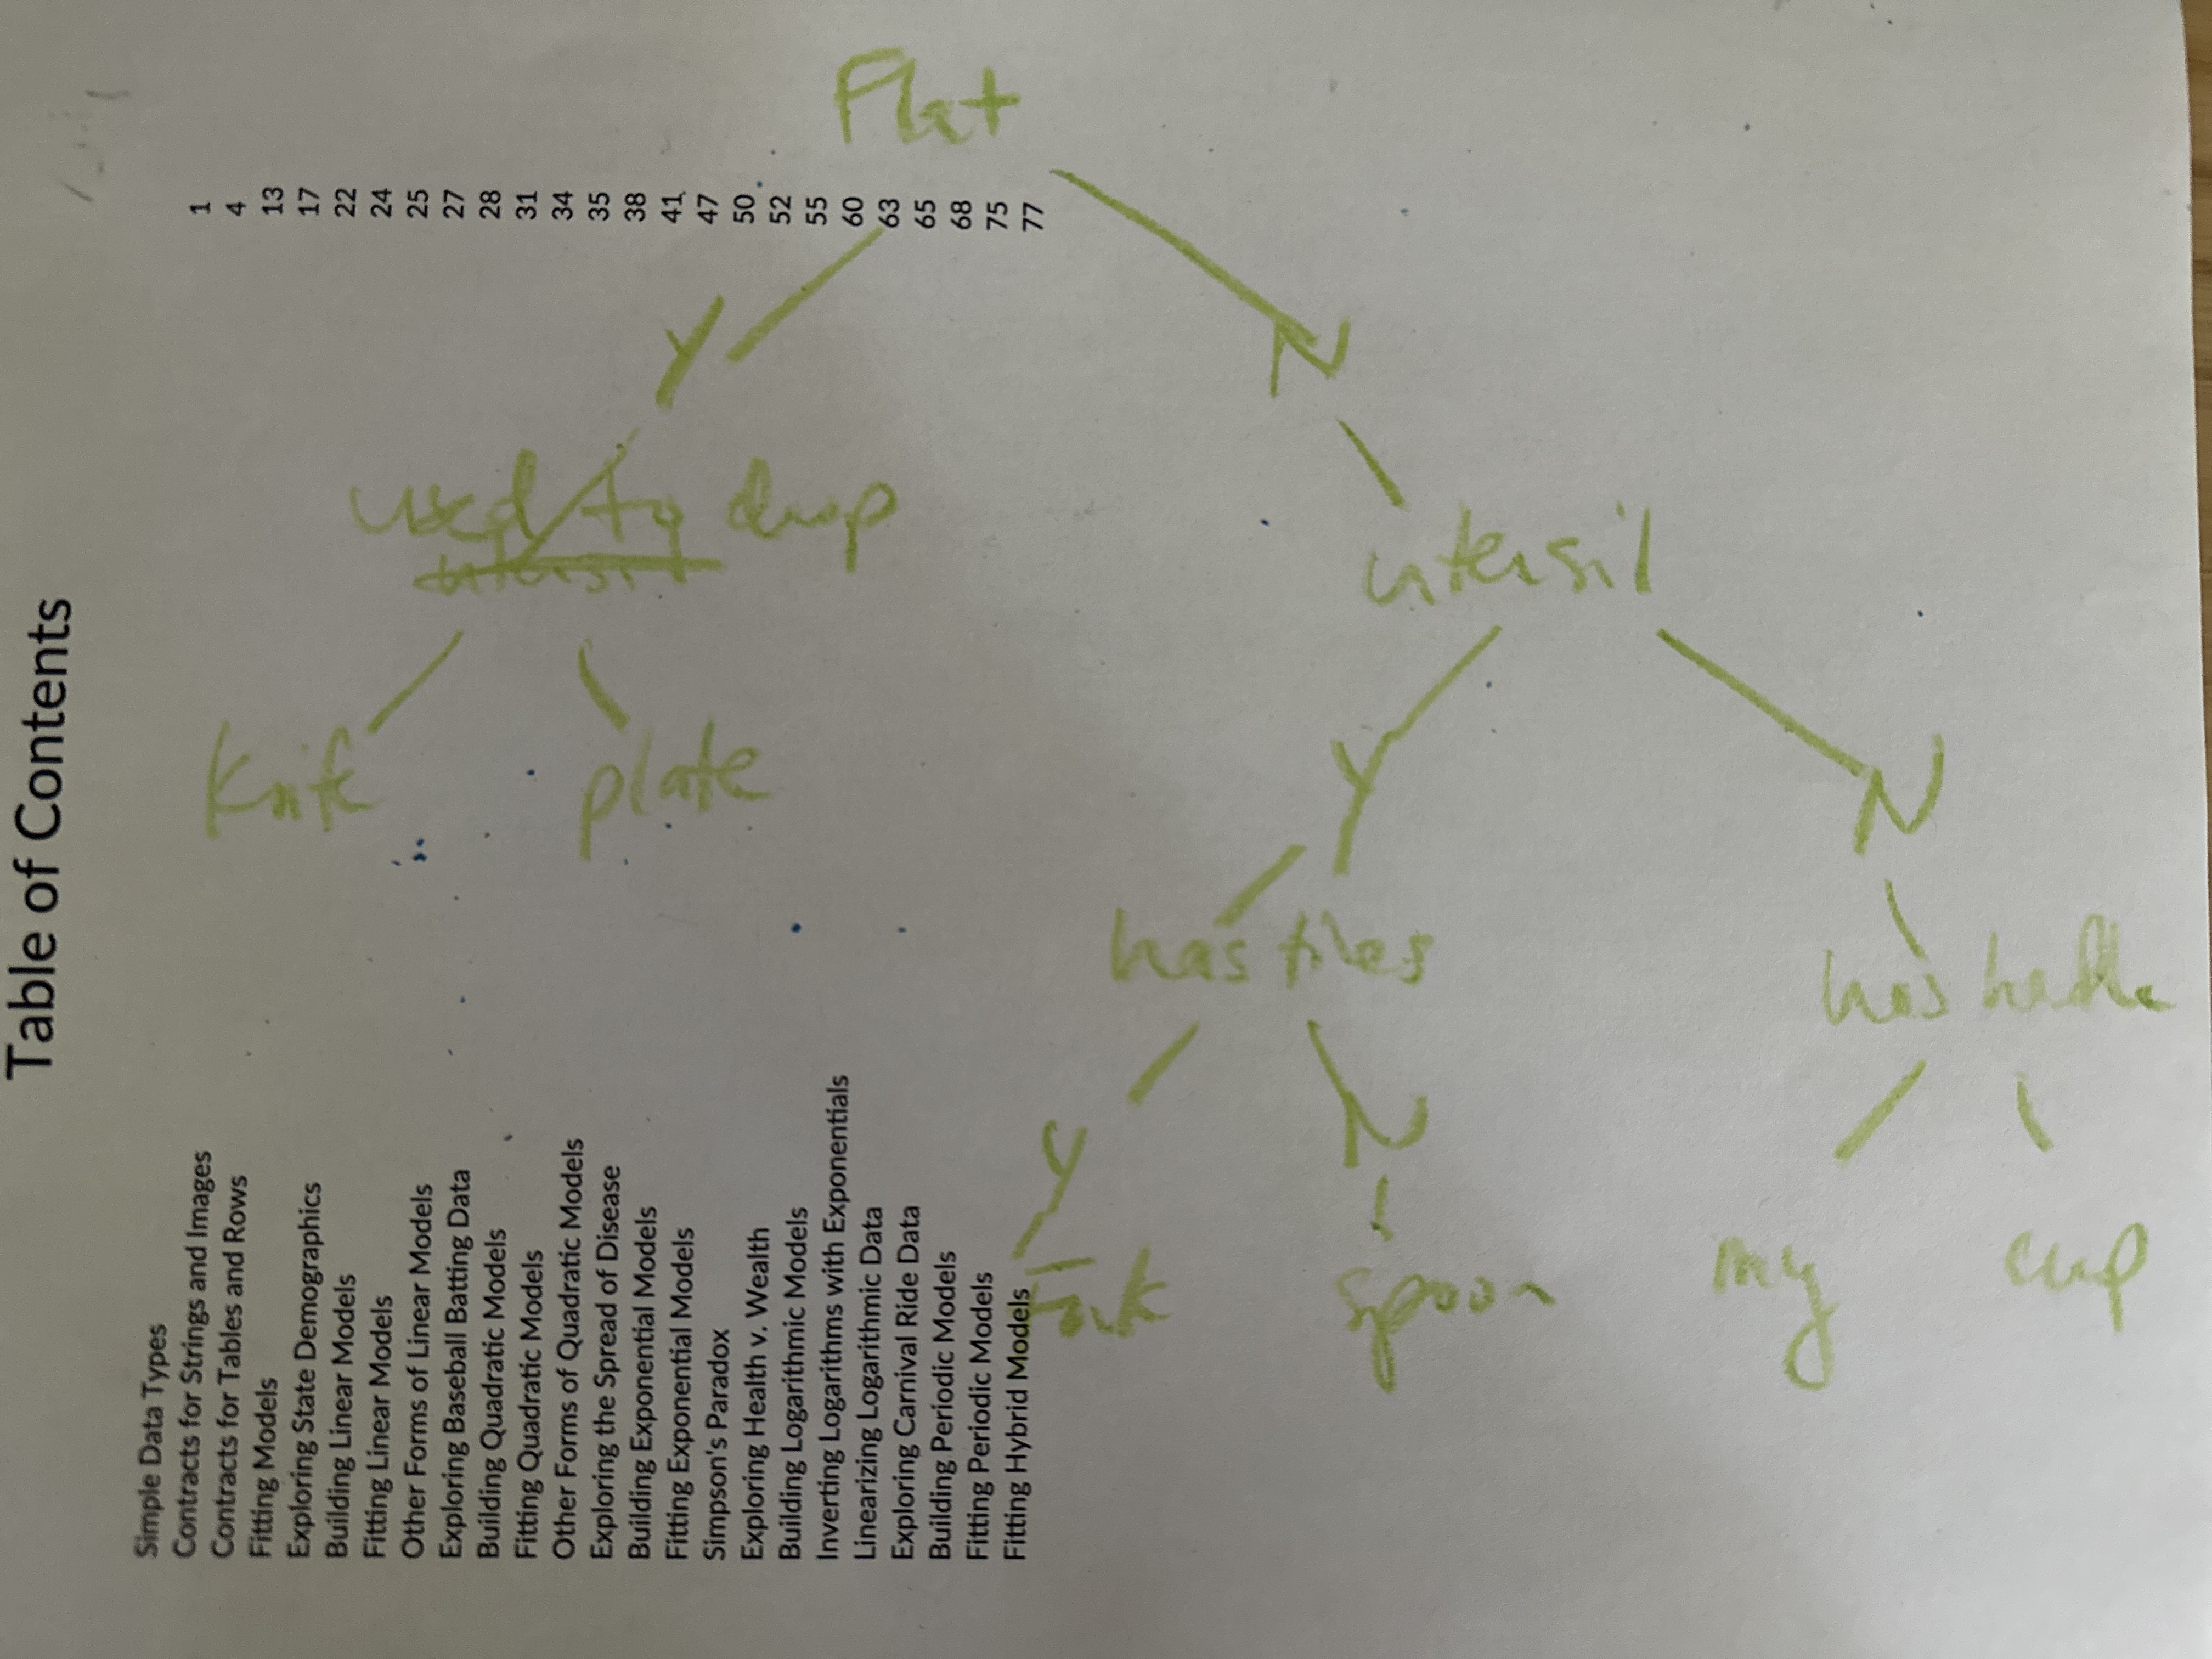 Table of Contents
Simple Data Types 1
Contracts for Strings and Images 4
Contracts for Tables and Rows 13
Fitting Models 17
Exploring State Demographics 22
Building Linear Models 24
Fitting Linear Models 25
Other Forms of Linear Models 27
Exploring Baseball Batting Data 28
Building Quadratic Models 31
Fitting Quadratic Models 34
Other Forms of Quadratic Models 35
Exploring the Spread of Disease 38
Building Exponential Models 41
Fitting Exponential Models 47
Simpson's Paradox 50
Exploring Health v. Wealth 52
Building Logarithmic Models 55
Inverting Logarithms with Exponentials 60
Linearizing Logarithmic Data 63
Exploring Carnival Ride Data 65
Building Periodic Models 68
Fitting Periodic Models 75
Fitting Hybrid Models 77
Flat
Y N
used to
utensil
Knife plate
Y N
has tines has
Y N
Fork spoon cup